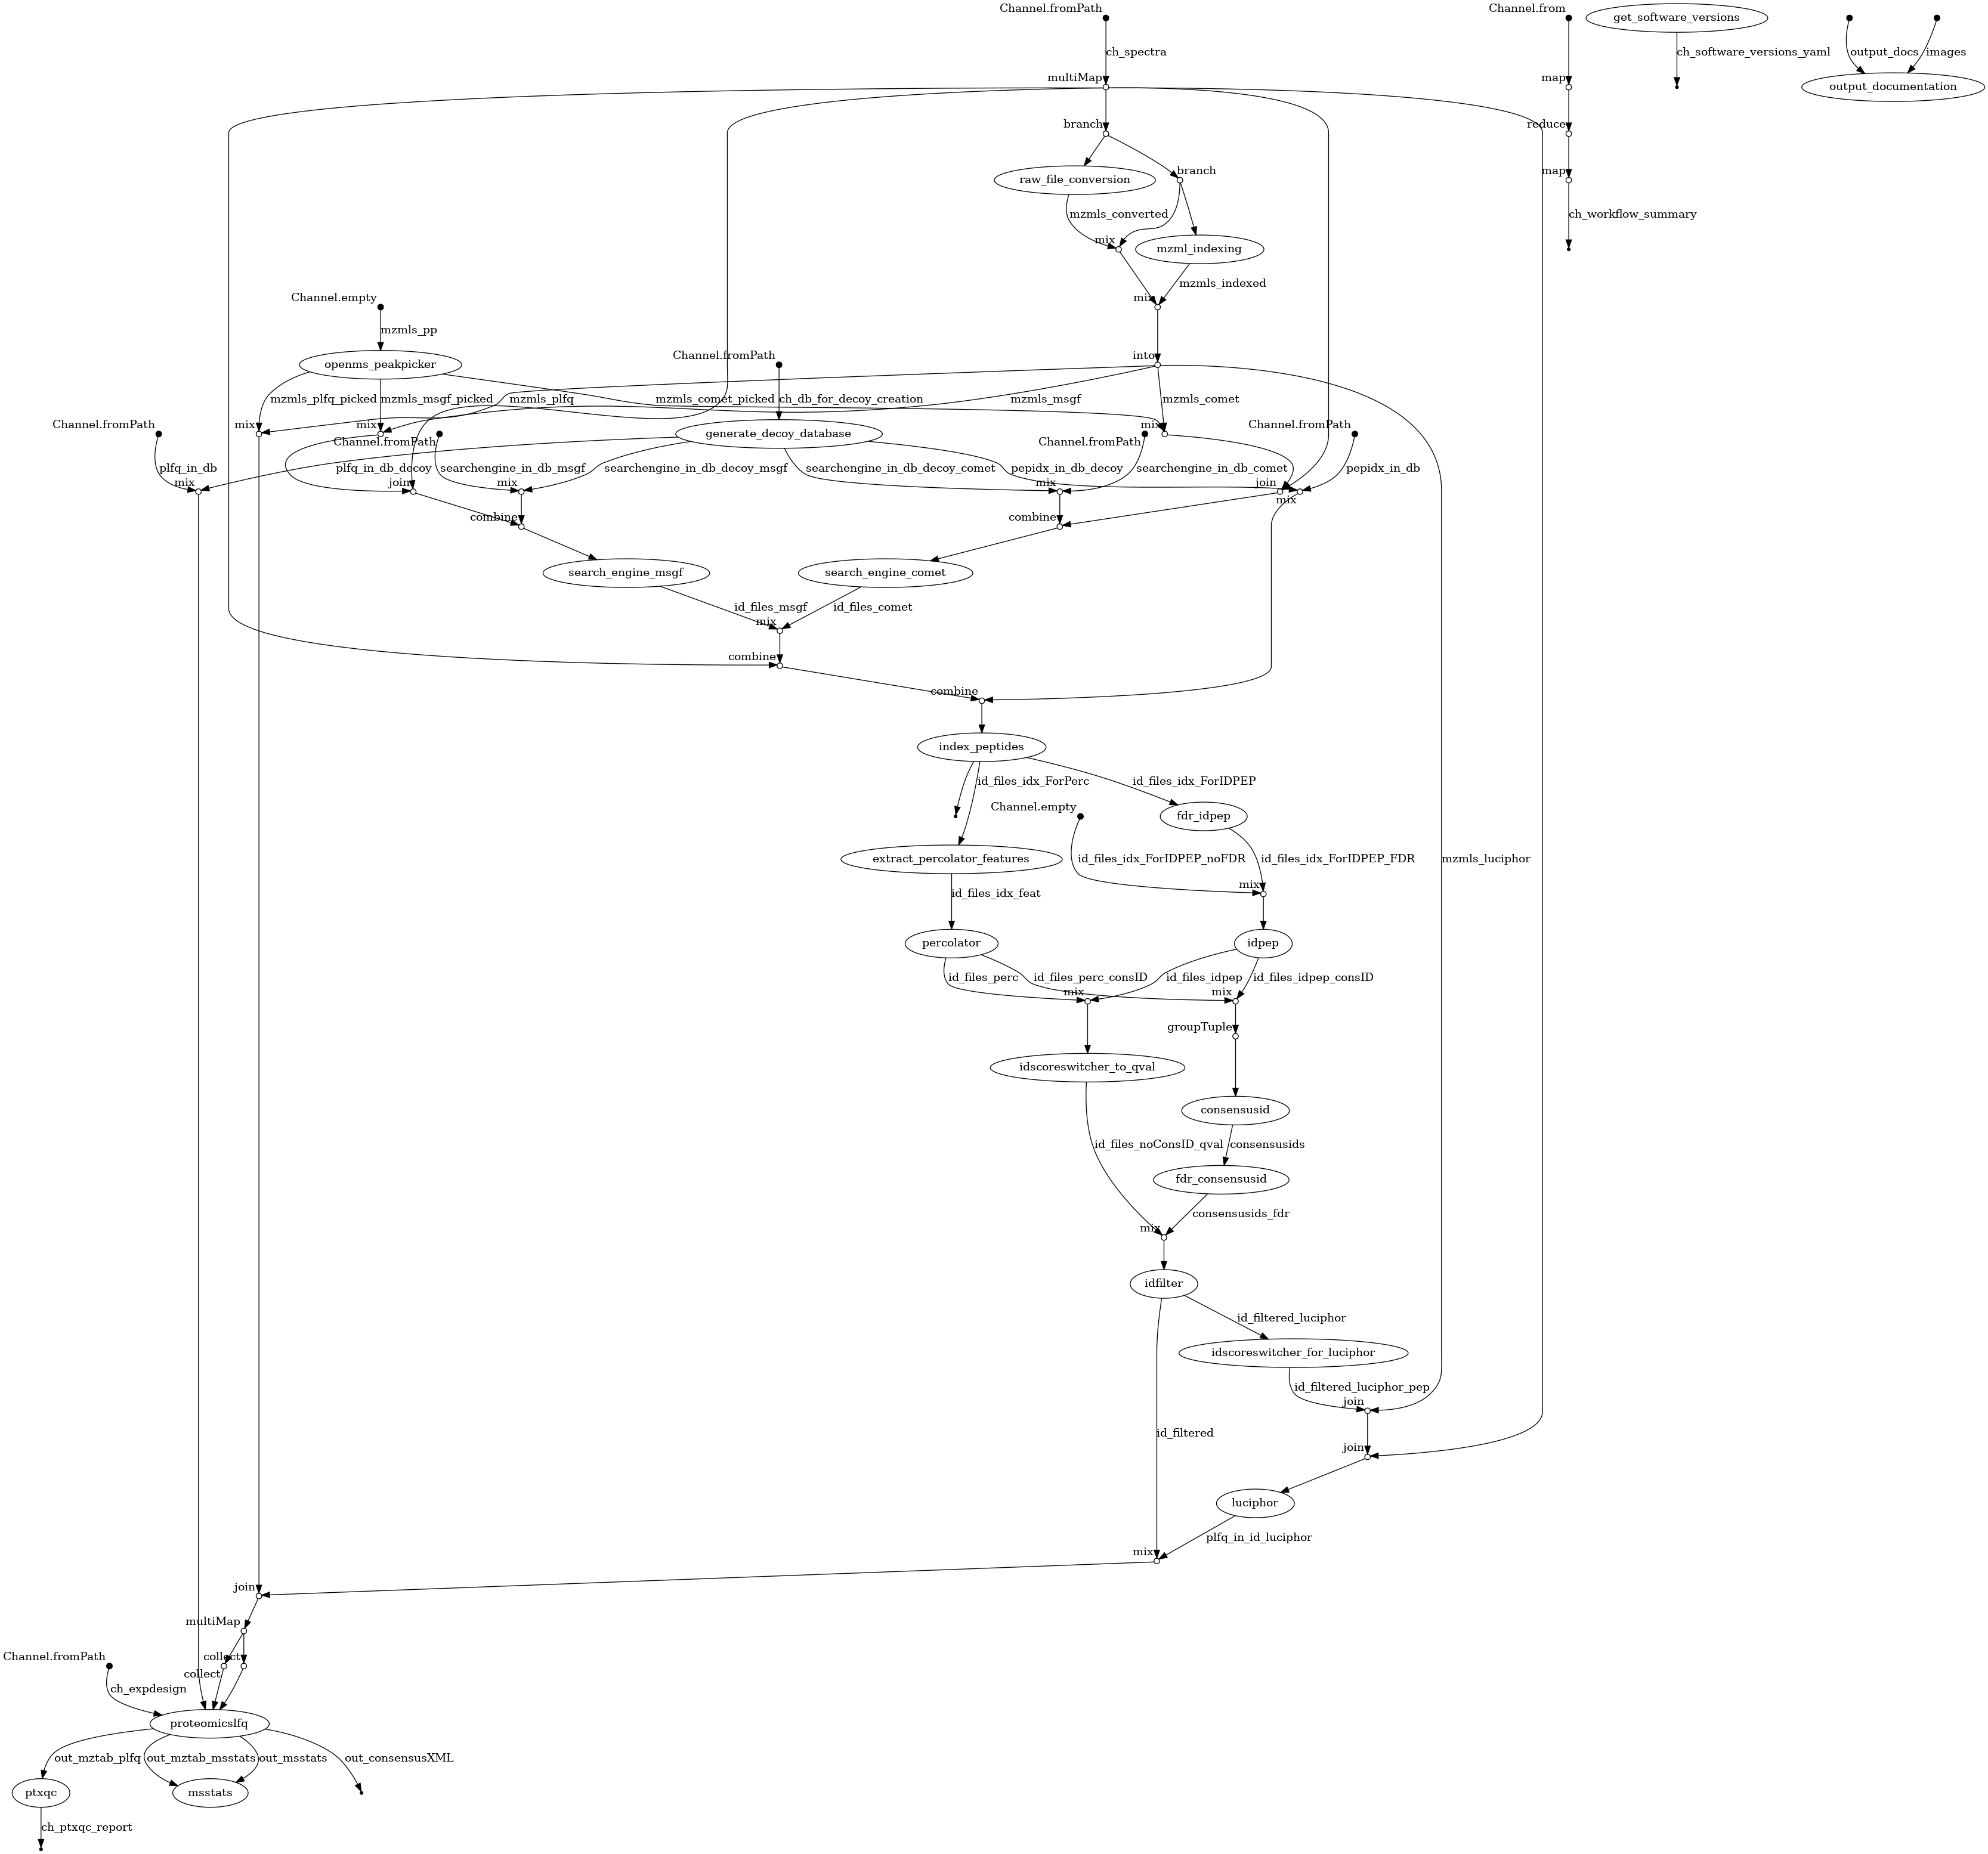 Channel.fromPath
Channel.from
get_software_versions
ch_spectra
ch_software_versions_yaml
output_docs
images
multiMap
map
output_documentation
branch
reduce
raw_file_conversion
branch
map
mzmls_converted
ch_workflow_summary
mix
mzml_indexing
mzmls_indexed
Channel.empty
mix
mzmls_pp
Channel.fromPath
into
openms_peakpicker
mzmls_plfq_picked
mzmls_msgf_picked
mzmls_plfq
mzmls_comet_picked
ch_db_for_decoy_creation
mzmls_msgf
mzmls_comet
Channel.fromPath
mix
mix
Channel.fromPath
generate_decoy_database
Channel.fromPath
mix
Channel.fromPath
plfq_in_db
plfq_in_db_decoy
searchengine_in_db_msgf
searchengine_in_db_decoy_msgf
searchengine_in_db_decoy_comet
pepidx_in_db_decoy
searchengine_in_db_comet
pepidx_in_db
mix
join
mix
mix
join
mix
combine
combine
search_engine_msgf
search_engine_comet
id_files_msgf
id_files_comet
mix
combine
combine
index_peptides
id_files_idx_ForPerc
id_files_idx_ForIDPEP
Channel.empty
fdr_idpep
extract_percolator_features
id_files_idx_ForIDPEP_noFDR
id_files_idx_ForIDPEP_FDR
mzmls_luciphor
mix
id_files_idx_feat
percolator
idpep
id_files_perc
id_files_perc_consID
id_files_idpep
id_files_idpep_consID
mix
mix
groupTuple
idscoreswitcher_to_qval
consensusid
id_files_noConsID_qval
consensusids
fdr_consensusid
consensusids_fdr
mix
idfilter
id_filtered_luciphor
idscoreswitcher_for_luciphor
id_filtered_luciphor_pep
join
id_filtered
join
luciphor
plfq_in_id_luciphor
mix
join
multiMap
Channel.fromPath
collect
collect
ch_expdesign
proteomicslfq
out_mztab_plfq
out_mztab_msstats
out_msstats
out_consensusXML
ptxqc
msstats
ch_ptxqc_report